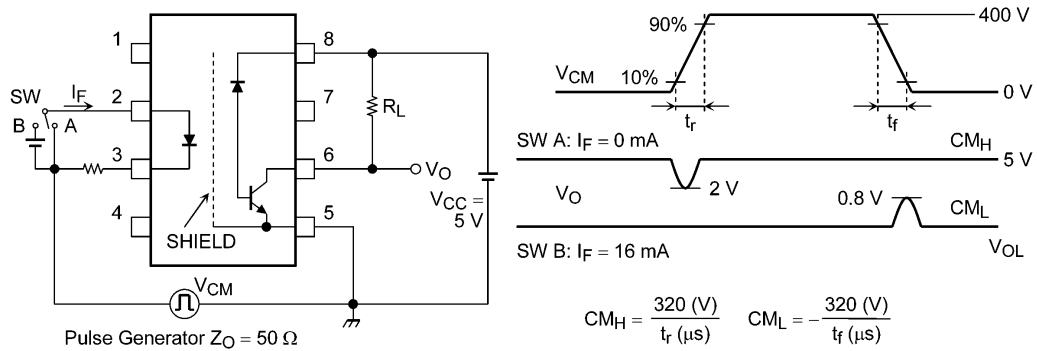 1
2
3
4
8
7
6
5
SW
I_F
B
A
SHIELD
R_L
V_O
V_CC =
5 V
V_CM
Pulse Generator Z_O = 50 Ω
V_CM
90%
10%
400 V
0 V
t_r
t_f
SW A: I_F = 0 mA
CM_H
5 V
2 V
V_O
0.8 V
CM_L
SW B: I_F = 16 mA
V_OL
CM_H = 320 (V) / t_r (μs)
CM_L = - 320 (V) / t_f (μs)